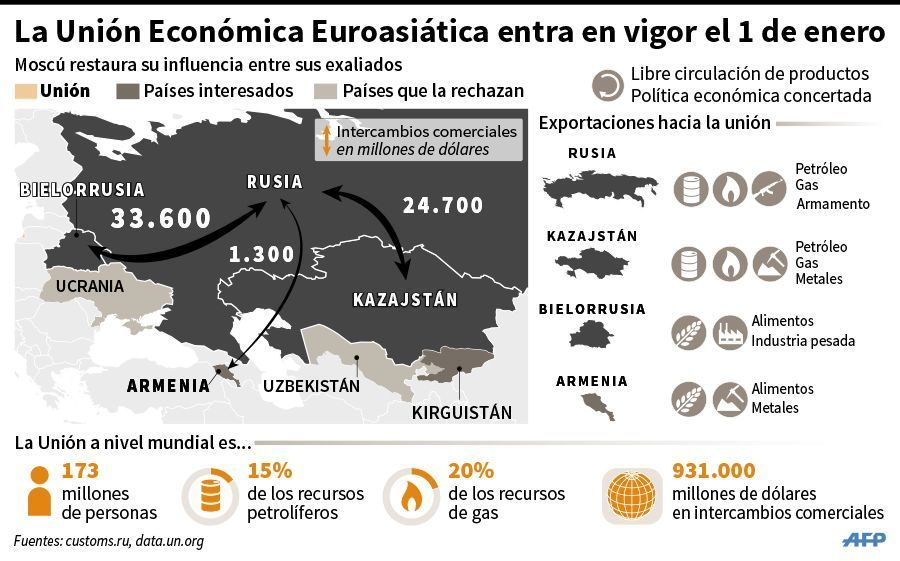 La Unión Económica Euroasiática entra en vigor el 1 de enero
Moscú restaura su influencia entre sus exaliados
Unión
Países interesados
Países que la rechazan
Libre circulación de productos
Política económica concertada
Intercambios comerciales
en millones de dólares
BIELORRUSIA
RUSIA
33.600
24.700
1.300
UCRANIA
KAZAJSTÁN
ARMENIA
UZBEKISTÁN
KIRGUISTÁN
Exportaciones hacia la unión
RUSIA
Petróleo
Gas
Armamento
KAZAJSTÁN
Petróleo
Gas
Metales
BIELORRUSIA
Alimentos
Industria pesada
ARMENIA
Alimentos
Metales
La Unión a nivel mundial es...
173
millones
de personas
15%
de los recursos
petrolíferos
20%
de los recursos
de gas
931.000
millones de dólares
en intercambios comerciales
Fuentes: customs.ru, data.un.org
AFP